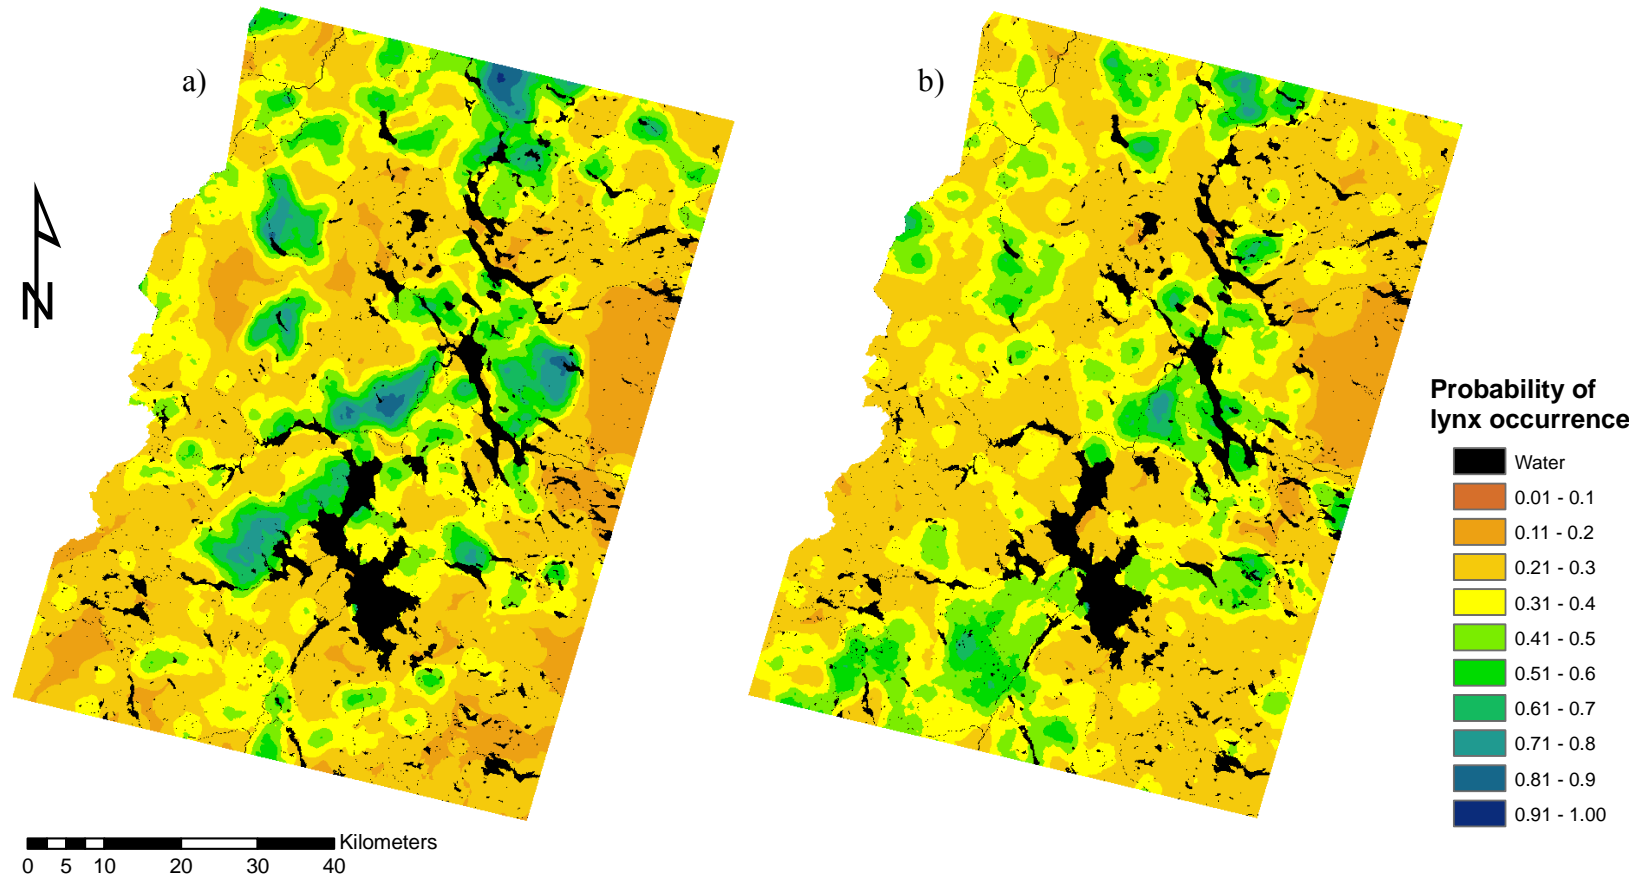 a)
b)
N
Probability of
lynx occurrence
Water
0.01 - 0.1
0.11 - 0.2
0.21 - 0.3
0.31 - 0.4
0.41 - 0.5
0.51 - 0.6
0.61 - 0.7
0.71 - 0.8
0.81 - 0.9
0.91 - 1.00
Kilometers
0 5 10 20 30 40